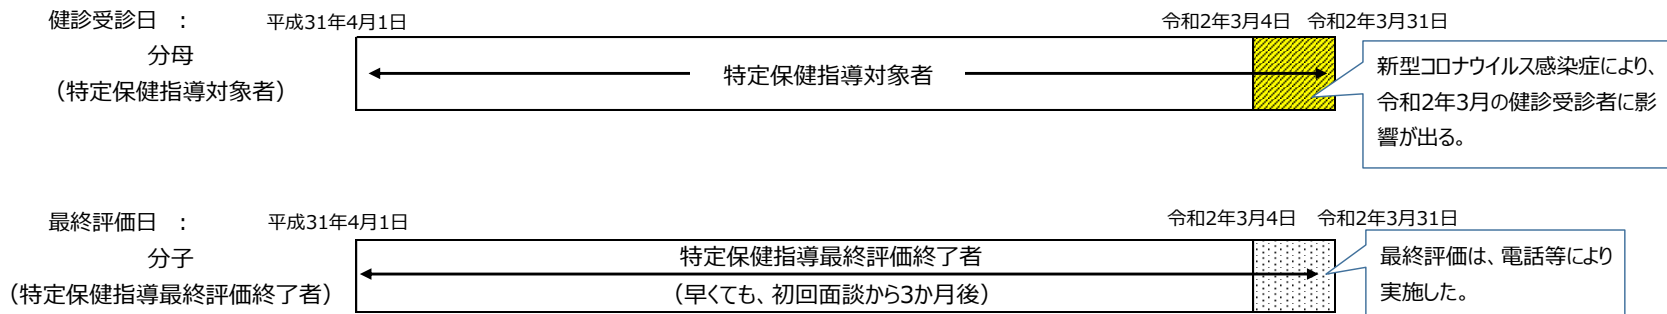 健診受診日 : 平成31年4月1日 令和2年3月4日 令和2年3月31日
分母
（特定保健指導対象者）
特定保健指導対象者
新型コロナウイルス感染症により、
令和2年3月の健診受診者に影
響が出る。
最終評価日 : 平成31年4月1日 令和2年3月4日 令和2年3月31日
分子
（特定保健指導最終評価終了者）
特定保健指導最終評価終了者
（早くても、初回面談から3か月後）
最終評価は、電話等により
実施した。